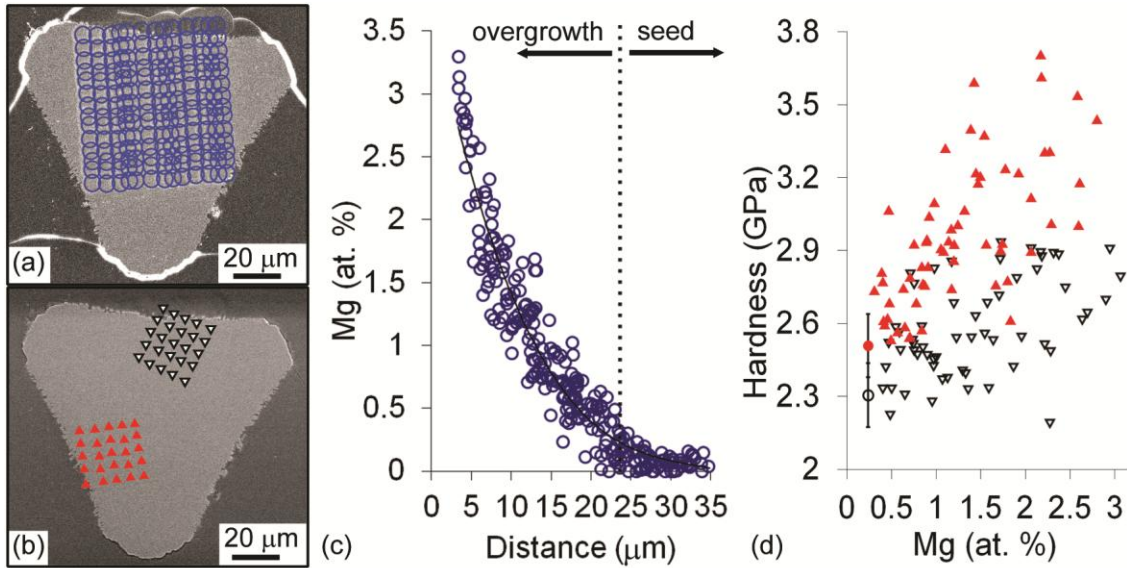 (a)
20 μm
(b)
20 μm
(c)
Mg (at. %)
3.5
3
2.5
2
1.5
1
0.5
0
0
5
10
15
20
25
30
35
overgrowth
seed
Distance (μm)
(d)
Hardness (GPa)
3.8
3.5
3.2
2.9
2.6
2.3
2
0
0.5
1
1.5
2
2.5
3
Mg (at. %)